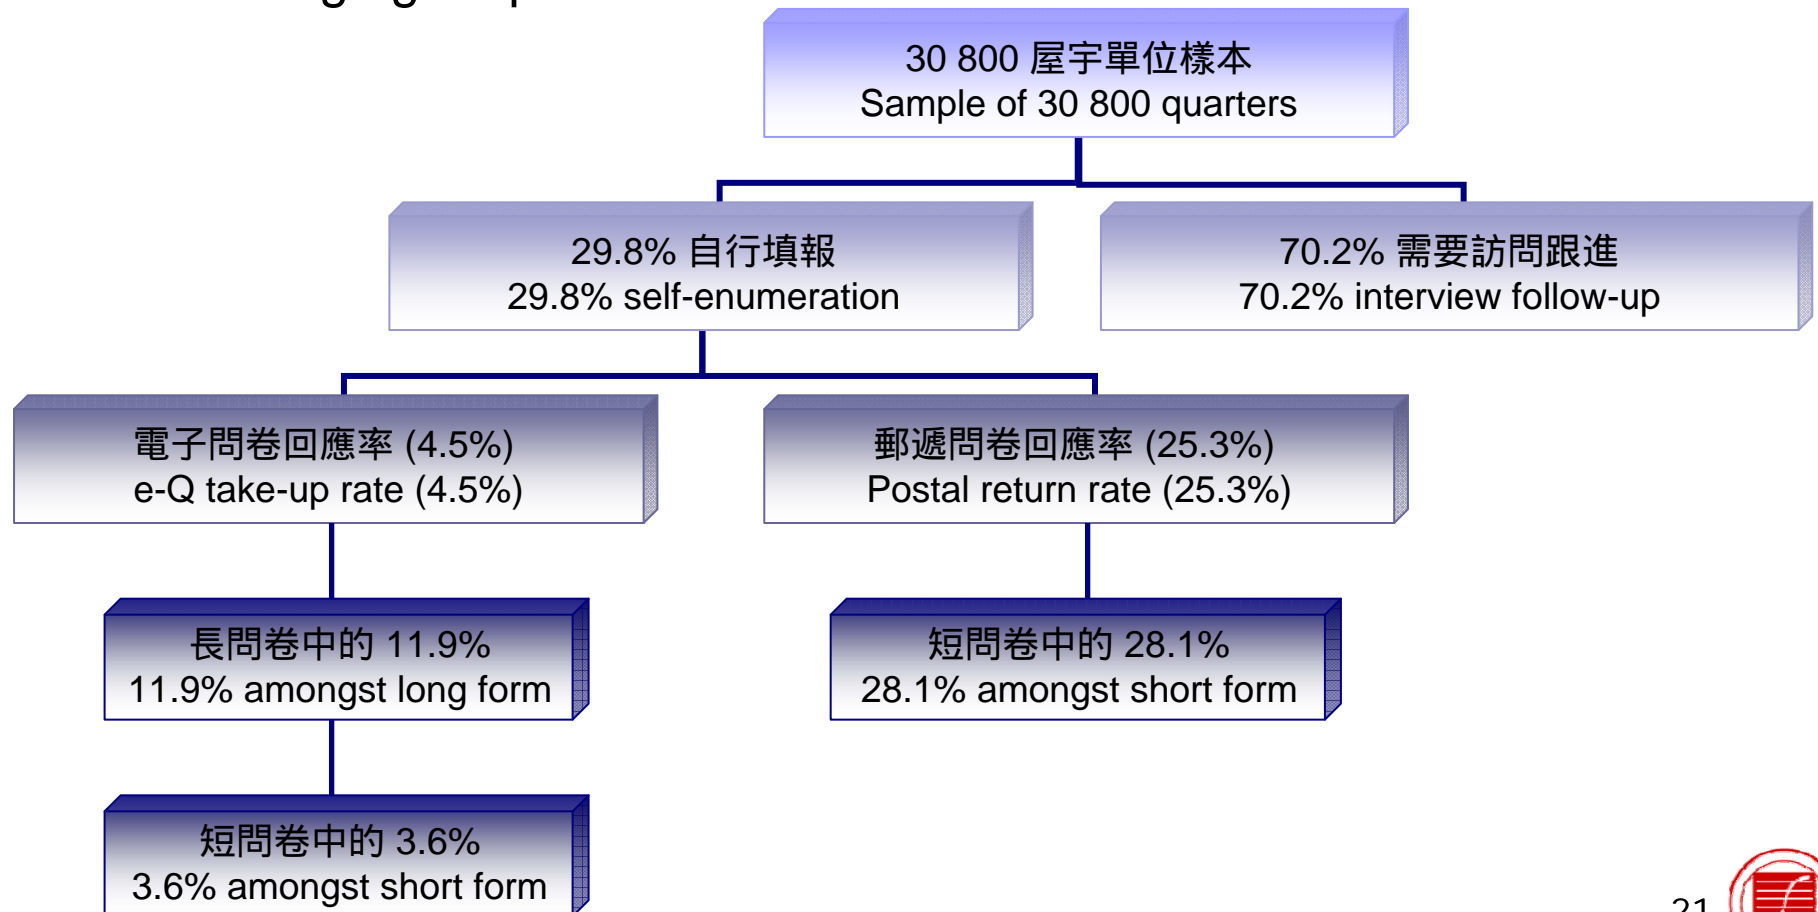 30 800 屋宇單位樣本
Sample of 30 800 quarters
29.8% 自行填報
29.8% self-enumeration
70.2% 需要訪問跟進
70.2% interview follow-up
電子問卷回應率 (4.5%)
e-Q take-up rate (4.5%)
郵遞問卷回應率 (25.3%)
Postal return rate (25.3%)
長問卷中的 11.9%
11.9% amongst long form
短問卷中的 28.1%
28.1% amongst short form
短問卷中的 3.6%
3.6% amongst short form
21